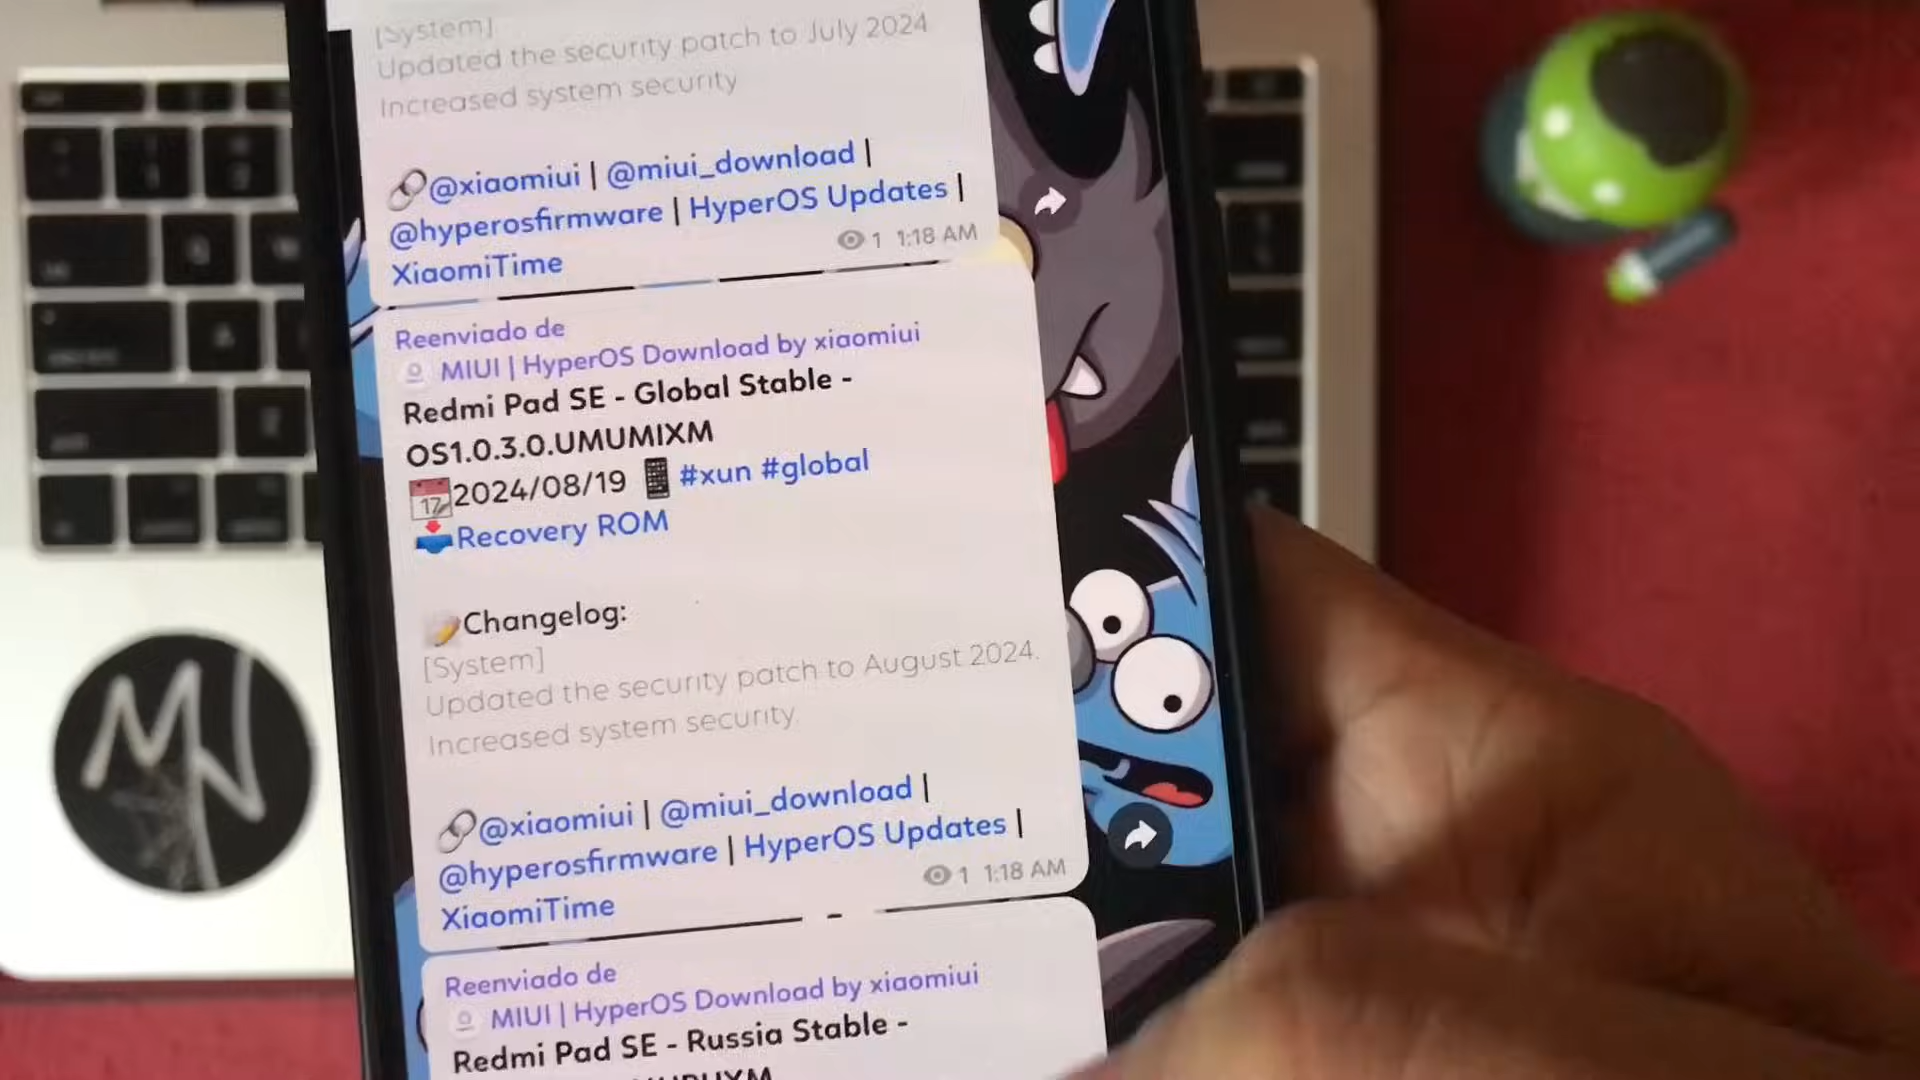 [System]
Updated the security patch to July 2024
Increased system security
@xiaomiui | @miui_download |
@hyperosfirmware | HyperOS Updates |
XiaomiTime
1 1:18 AM
Reenviado de
MIUI | HyperOS Download by xiaomiui
Redmi Pad SE - Global Stable -
OS1.0.3.0.UMUMIXM
17 2024/08/19 #xun #global
Recovery ROM
Changelog:
[System]
Updated the security patch to August 2024.
Increased system security.
@xiaomiui | @miui_download |
@hyperosfirmware | HyperOS Updates |
XiaomiTime
1 1:18 AM
Reenviado de
MIUI | HyperOS Download by xiaomiui
Redmi Pad SE - Russia Stable -
MN